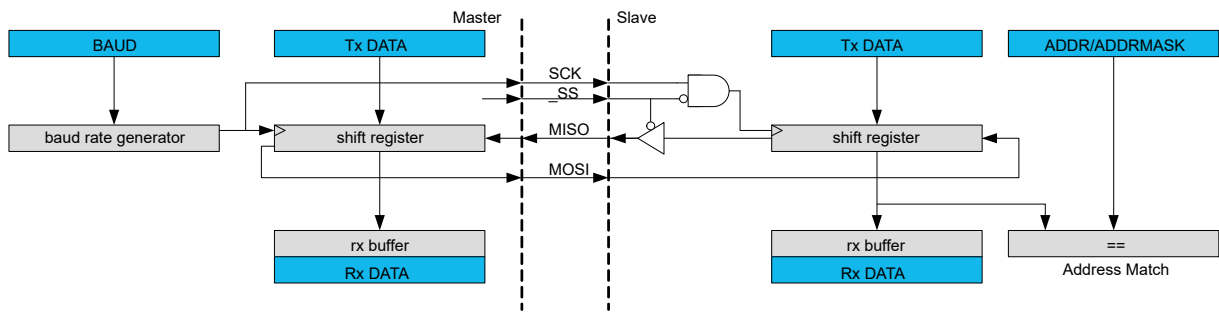 Master Slave
BAUD Tx DATA Tx DATA ADDR/ADDRMASK
SCK
_SS
baud rate generator shift register MISO shift register
MOSI
rx buffer rx buffer ==
Rx DATA Rx DATA Address Match